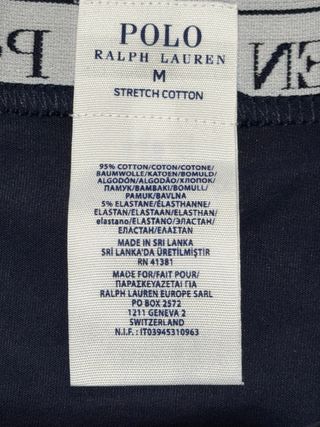 POLO
RALPH LAUREN
M
STRETCH COTTON
95% COTTON/COTON/COTONE/
BAUMWOLLE/KATOEN/BOMULD/
ALGODÓN/ALGODÃO/ХЛОПОК/
ПАМУК/ΒΑΜΒΑΚΙ/BOMULL/
PAMUK/BAVLNA
5% ELASTANE/ÉLASTHANNE/
ELASTAN/ELASTAAN/ELASTHAN/
elastano/ELASTANO/ЭЛАСТАН/
ЕЛАСТАН/ΕΛΑΣΤΑΝ
MADE IN SRI LANKA
SRİ LANKA'DA ÜRETİLMİŞTİR
RN 41381
MADE FOR/FAIT POUR/
ΠΑΡΑΣΚΕΥΑΖΕΤΑΙ ΓΙΑ
RALPH LAUREN EUROPE SARL
PO BOX 2572
1211 GENEVA 2
SWITZERLAND
N.I.F. : IT03945310963